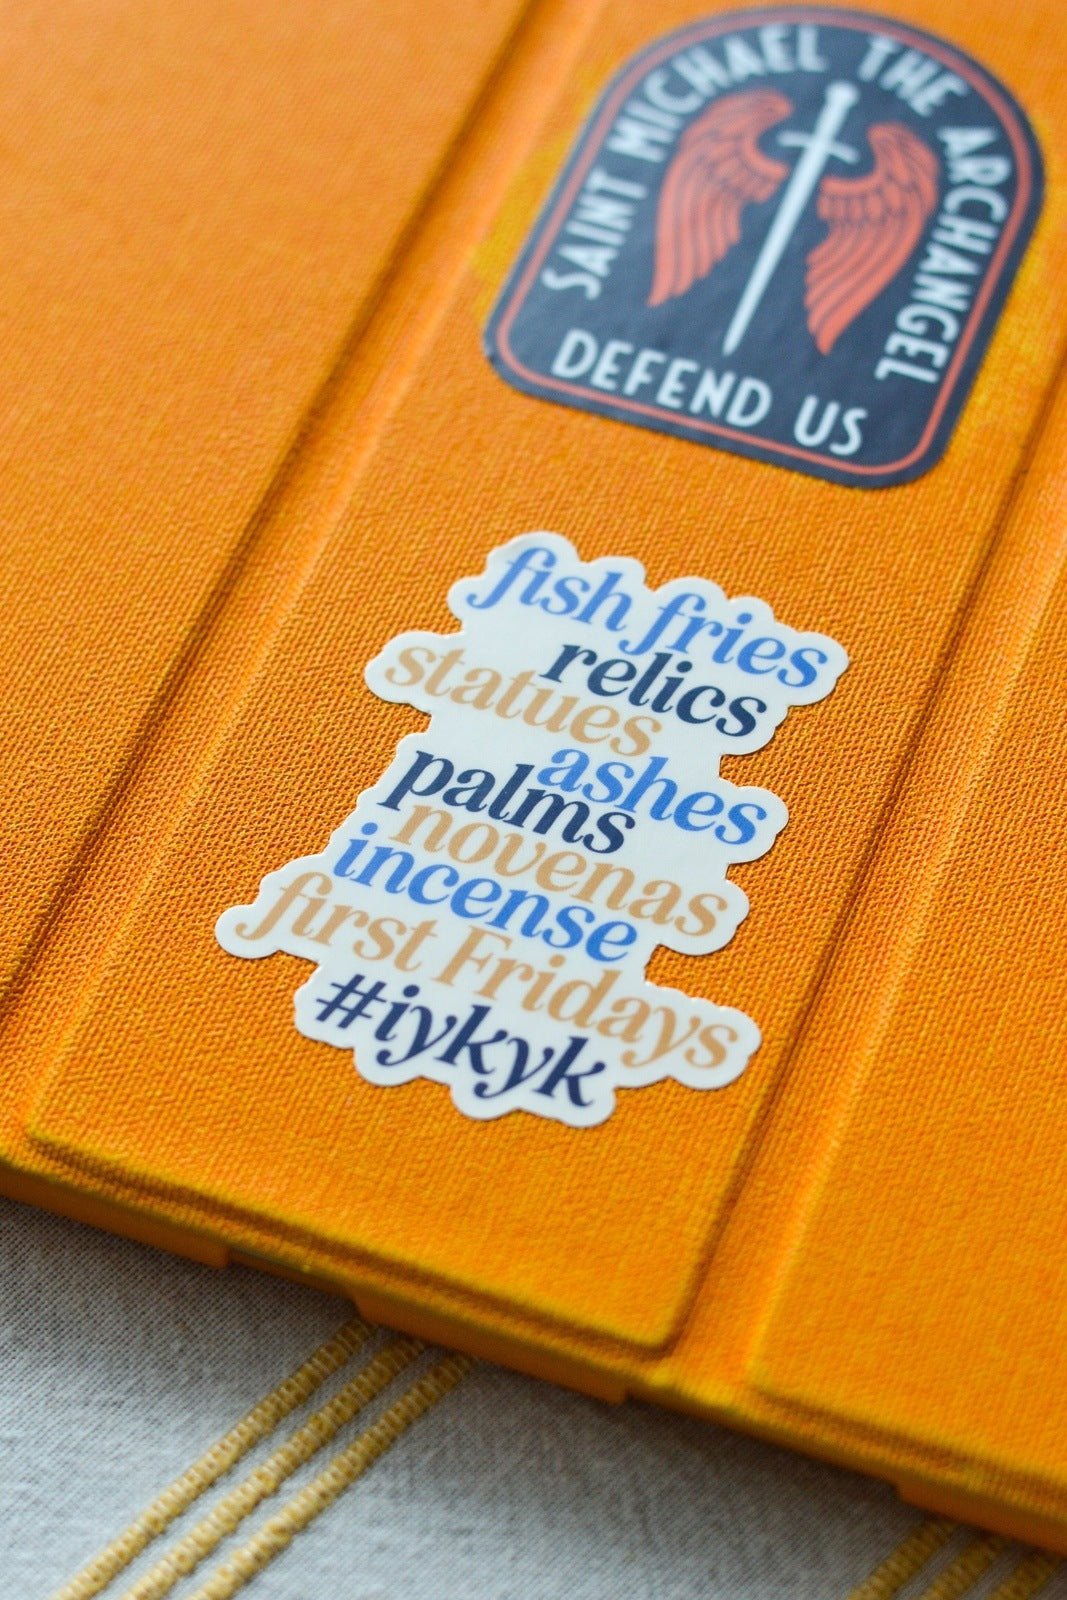 SAINT MICHAEL THE ARCHANGEL
DEFEND US
fish fries
relics
statues
ashes
palms
novenas
incense
first Fridays
#iykyk